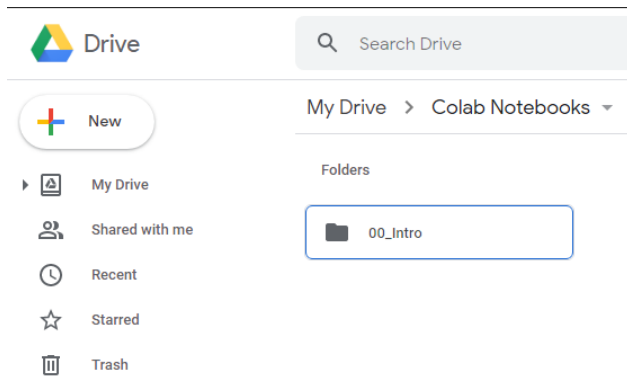 Drive
Search Drive
New
My Drive > Colab Notebooks
My Drive
Shared with me
Recent
Starred
Trash
Folders
00_Intro